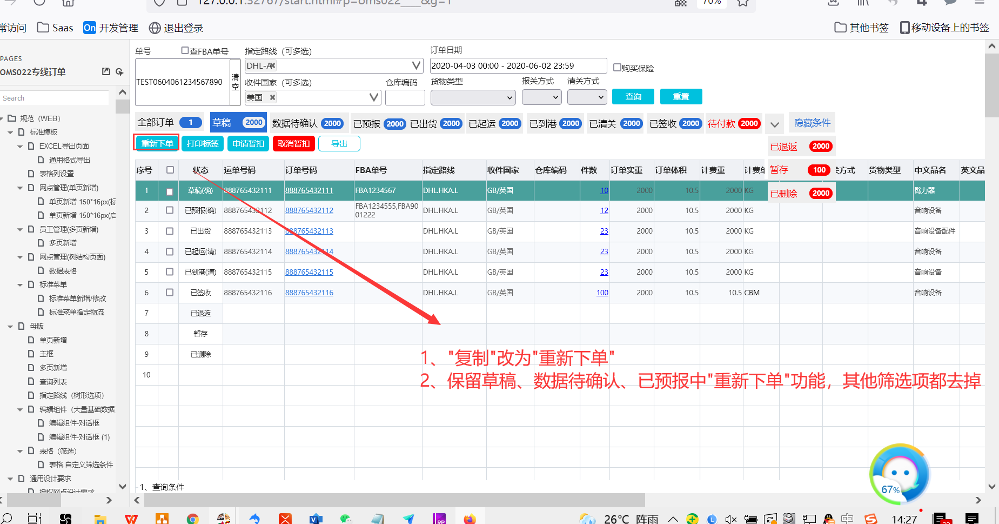 127.0.0.1:32767/start.html#p=oms022____&g=1
70%
常访问
Saas
On 开发管理
退出登录
其他书签
移动设备上的书签
PAGES
OMS022专线订单
Search
规范 (WEB)
标准模板
EXCEL导出页面
通用格式导出
表格列设置
网点管理(单页新增)
单页新增 150*16px(标
单页新增 150*16px(启
员工管理(多页新增)
多页新增
网点管理(树结构页面)
数据表格
标准菜单
标准菜单新增/修改
标准菜单指定物流
母版
单页新增
主框
多页新增
查询列表
指定路线 (树形选项)
编辑组件 (大量基础数据
编辑组件-对话框
编辑组件-对话框 (1)
表格 (筛选)
表格.自定义筛选条件
通用设计要求
授权网点设计要求
单号
查FBA单号
指定路线 (可多选)
订单日期
TEST0604061234567890
清空
DHL-A
2020-04-03 00:00 - 2020-06-02 23:59
购买保险
收件国家 (可多选)
仓库编码
货物类型
报关方式
清关方式
美国
查询
重置
全部订单 1
草稿 2000
数据待确认 2000
已预报 2000
已出货 2000
已起运 2000
已到港 2000
已清关 2000
已签收 2000
待付款 2000
隐藏条件
已退返 2000
暂存 100
已删除 2000
重新下单
打印标签
申请暂扣
取消暂扣
导出
序号 状态 运单号码 订单号码 FBA单号 指定路线 收件国家 仓库编码 件数 订单实重 订单体积 计费重 计费单 关方式 货物类型 中文品名 英文品
1 草稿(确) 888765432111 888765432111 FBA1234567 DHL.HKA.L GB/英国 10 2000 10.5 2000 KG 臂力器
2 已预报(确) 888765432112 888765432112 FBA1234555,FBA9001222 DHL.HKA.L GB/英国 12 2000 10.5 2000 KG 音响设备
3 已出货 888765432113 888765432113 DHL.HKA.L GB/英国 23 2000 10.5 2000 KG 音响设备配件
4 已起运(清) 888765432114 888765432114 DHL.HKA.L GB/英国 23 2000 10.5 2000 KG 音响设备
5 已到港(清) 888765432115 888765432115 DHL.HKA.L GB/英国 23 2000 10.5 2000 KG 音响设备
6 已签收 888765432116 888765432116 DHL.HKA.L GB/英国 100 2000 10.5 10.5 CBM 音响设备
7 已退返
8 暂存
9 已删除
10
1、"复制"改为"重新下单"
2、保留草稿、数据待确认、已预报中"重新下单"功能，其他筛选项都去掉
1、查询条件
67%
26°C 阵雨
中
14:27